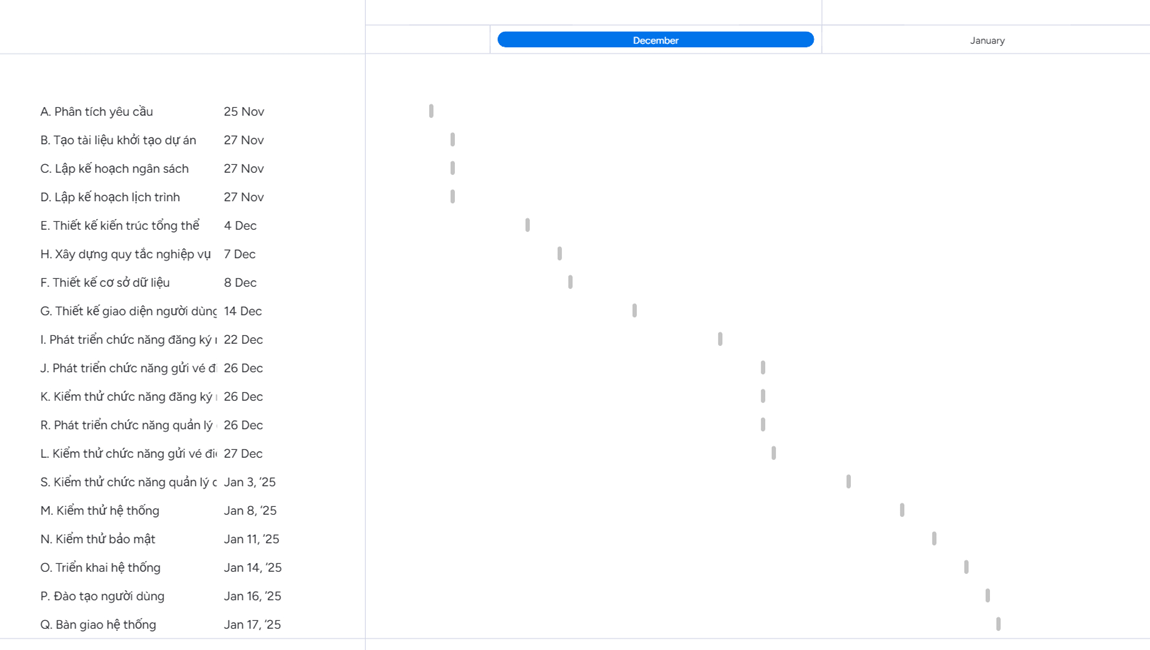 December
January
A. Phân tích yêu cầu 25 Nov
B. Tạo tài liệu khởi tạo dự án 27 Nov
C. Lập kế hoạch ngân sách 27 Nov
D. Lập kế hoạch lịch trình 27 Nov
E. Thiết kế kiến trúc tổng thể 4 Dec
H. Xây dựng quy tắc nghiệp vụ 7 Dec
F. Thiết kế cơ sở dữ liệu 8 Dec
G. Thiết kế giao diện người dùng 14 Dec
I. Phát triển chức năng đăng ký 22 Dec
J. Phát triển chức năng gửi vé 26 Dec
K. Kiểm thử chức năng đăng ký 26 Dec
R. Phát triển chức năng quản lý 26 Dec
L. Kiểm thử chức năng gửi vé 27 Dec
S. Kiểm thử chức năng quản lý Jan 3, '25
M. Kiểm thử hệ thống Jan 8, '25
N. Kiểm thử bảo mật Jan 11, '25
O. Triển khai hệ thống Jan 14, '25
P. Đào tạo người dùng Jan 16, '25
Q. Bàn giao hệ thống Jan 17, '25